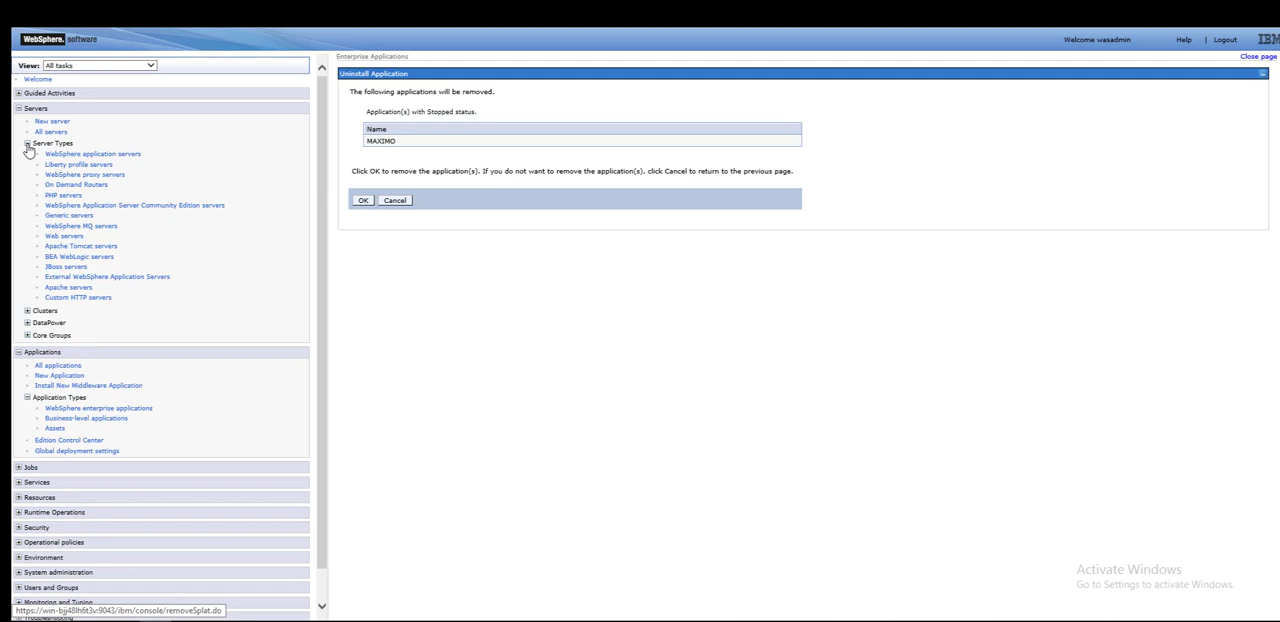 WebSphere. software
Welcome wasadmin
Help | Logout
IBM
View: All tasks
Welcome
Guided Activities
Servers
New server
All servers
Server Types
WebSphere application servers
Liberty profile servers
WebSphere proxy servers
On Demand Routers
PHP servers
WebSphere Application Server Community Edition servers
Generic servers
WebSphere MQ servers
Web servers
Apache Tomcat servers
BEA WebLogic servers
JBoss servers
External WebSphere Application Servers
Apache servers
Custom HTTP servers
Clusters
DataPower
Core Groups
Applications
All applications
New Application
Install New Middleware Application
Application Types
WebSphere enterprise applications
Business-level applications
Assets
Edition Control Center
Global deployment settings
Jobs
Services
Resources
Runtime Operations
Security
Operational policies
Environment
System administration
Users and Groups
Monitoring and Tuning
https://win-bjj48lh6t3v:9043/ibm/console/removeSplat.do
Troubleshooting
Enterprise Applications
Close page
Uninstall Application
The following applications will be removed.
Application(s) with Stopped status.
Name
MAXIMO
Click OK to remove the application(s). If you do not want to remove the application(s), click Cancel to return to the previous page.
OK Cancel
Activate Windows
Go to Settings to activate Windows.